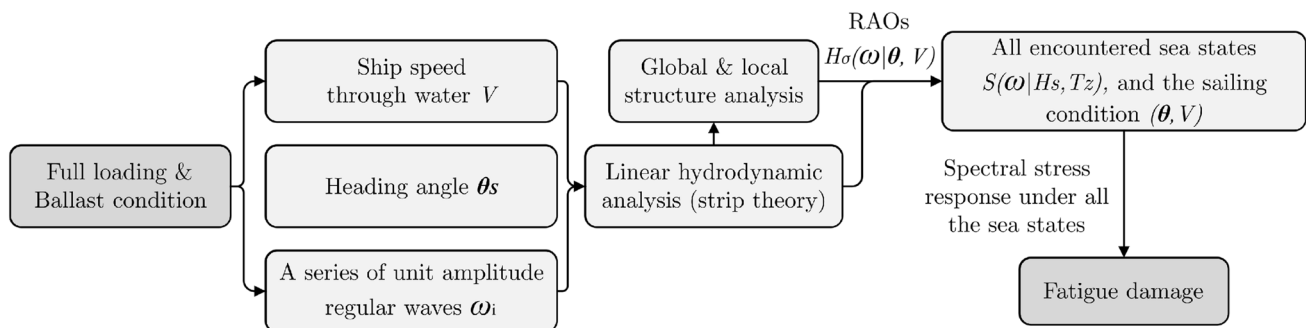 Full loading &
Ballast condition
Ship speed
through water V
Heading angle θs
A series of unit amplitude
regular waves ωi
Global & local
structure analysis
Linear hydrodynamic
analysis (strip theory)
RAOs
Hσ(ω|θ, V)
All encountered sea states
S(ω|Hs, Tz), and the sailing
condition (θ, V)
Spectral stress
response under all
the sea states
Fatigue damage